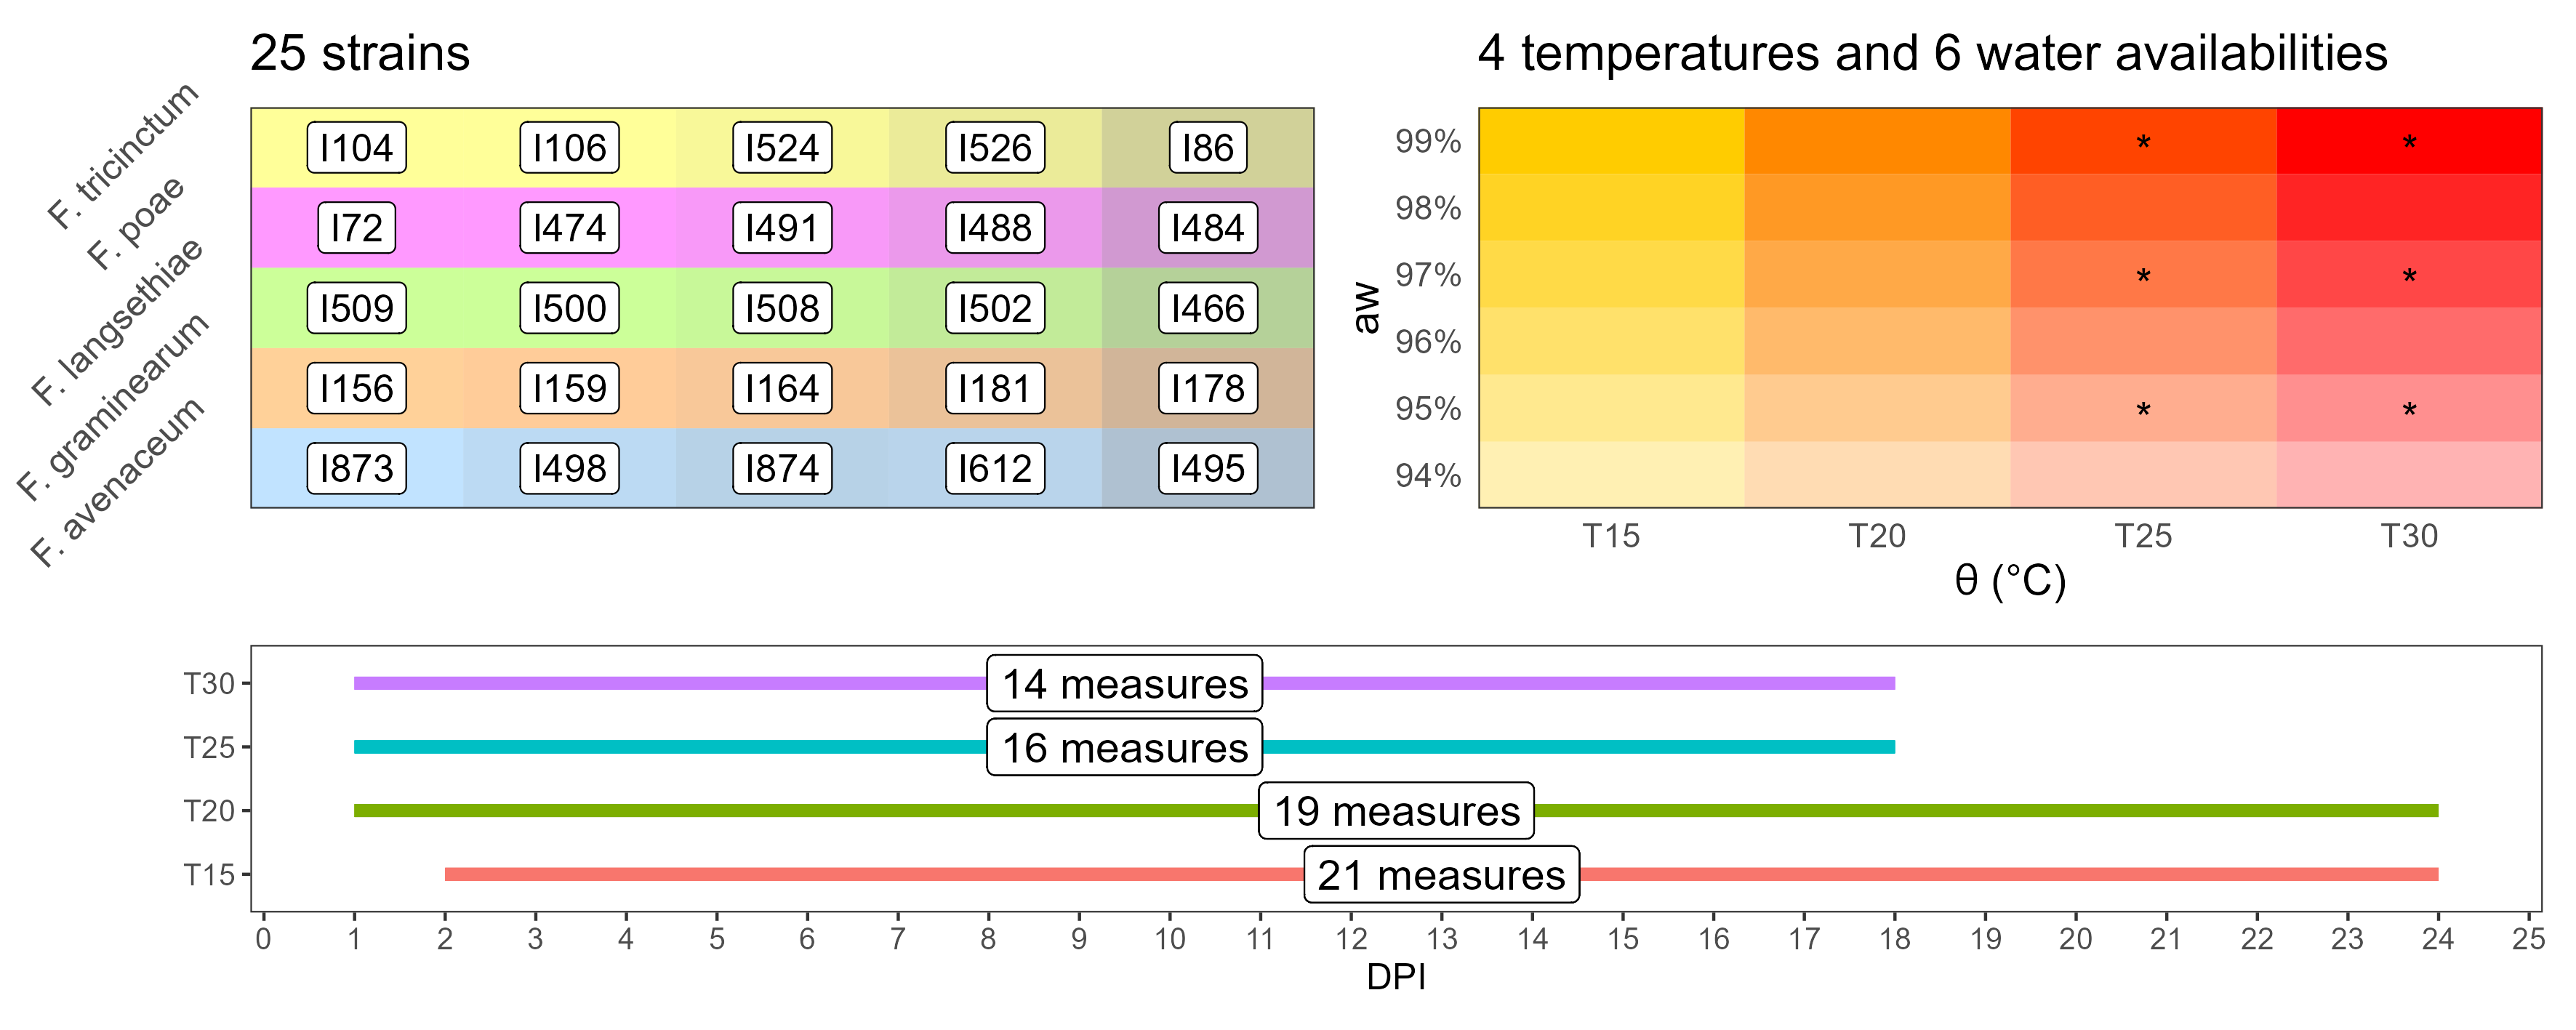 25 strains
F. tricinctum
I104 I106 I524 I526 I86
F. poae
I72 I474 I491 I488 I484
F. langsethiae
I509 I500 I508 I502 I466
F. graminearum
I156 I159 I164 I181 I178
F. avenaceum
I873 I498 I874 I612 I495
4 temperatures and 6 water availabilities
aw
99% * *
98%
97% * *
96%
95% * *
94%
T15 T20 T25 T30
θ (°C)
T30 14 measures
T25 16 measures
T20 19 measures
T15 21 measures
0 1 2 3 4 5 6 7 8 9 10 11 12 13 14 15 16 17 18 19 20 21 22 23 24 25
DPI